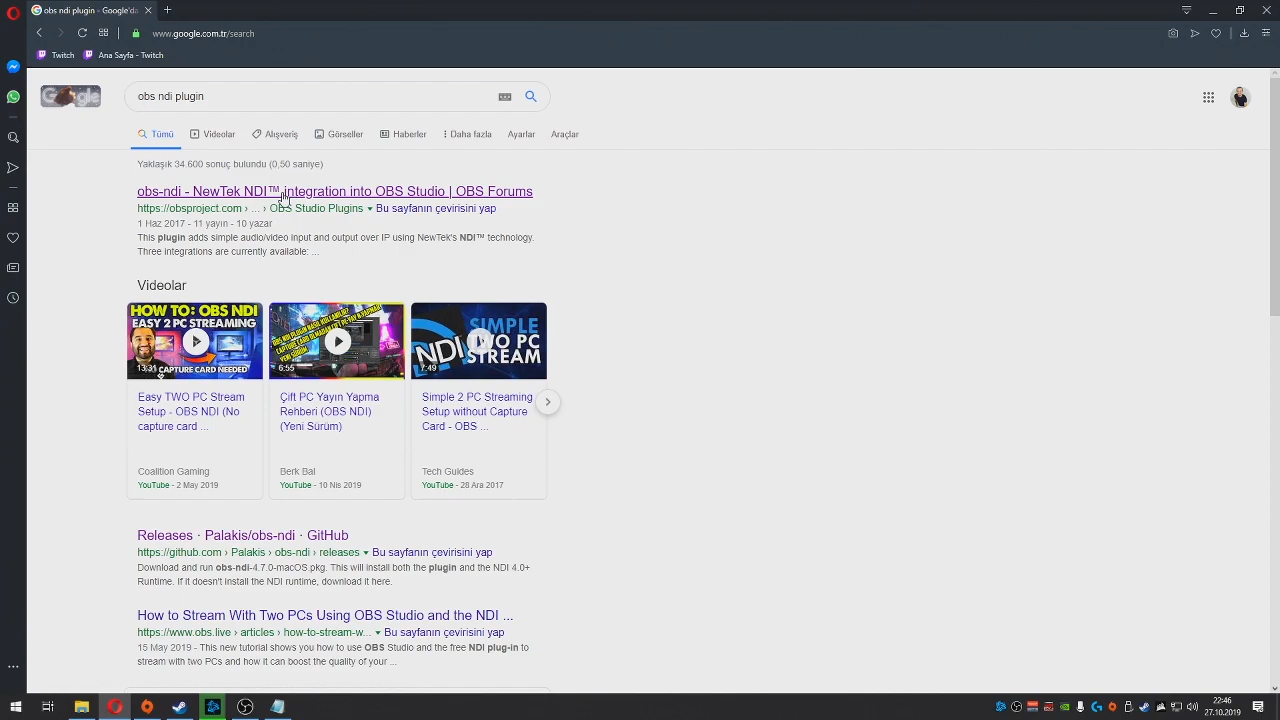 obs ndi plugin - Google'da
www.google.com.tr/search
Twitch
Ana Sayfa - Twitch
Google
obs ndi plugin
Tümü
Videolar
Alışveriş
Görseller
Haberler
Daha fazla
Ayarlar
Araçlar
Yaklaşık 34.600 sonuç bulundu (0,50 saniye)
obs-ndi - NewTek NDI™ integration into OBS Studio | OBS Forums
https://obsproject.com › ... › OBS Studio Plugins ▾ Bu sayfanın çevirisini yap
1 Haz 2017 - 11 yayın - 10 yazar
This plugin adds simple audio/video input and output over IP using NewTek's NDI™ technology.
Three integrations are currently available: ...
Videolar
HOW TO: OBS NDI
EASY 2 PC STREAMING
CAPTURE CARD NEEDED
13:31
Easy TWO PC Stream
Setup - OBS NDI (No
capture card ...
Coalition Gaming
YouTube - 2 May 2019
OBS NDI PLUGIN NASIL KULLANILIR?
YENİ SÜRÜM
6:55
Çift PC Yayın Yapma
Rehberi (OBS NDI)
(Yeni Sürüm)
Berk Bal
YouTube - 10 Nis 2019
NDI
SIMPLE
TWO PC
STREAM
7:49
Simple 2 PC Streaming
Setup without Capture
Card - OBS ...
Tech Guides
YouTube - 28 Ara 2017
Releases · Palakis/obs-ndi · GitHub
https://github.com › Palakis › obs-ndi › releases ▾ Bu sayfanın çevirisini yap
Download and run obs-ndi-4.7.0-macOS.pkg. This will install both the plugin and the NDI 4.0+
Runtime. If it doesn't install the NDI runtime, download it here.
How to Stream With Two PCs Using OBS Studio and the NDI ...
https://www.obs.live › articles › how-to-stream-w... ▾ Bu sayfanın çevirisini yap
15 May 2019 - This new tutorial shows you how to use OBS Studio and the free NDI plug-in to
stream with two PCs and how it can boost the quality of your ...
22:46
27.10.2019